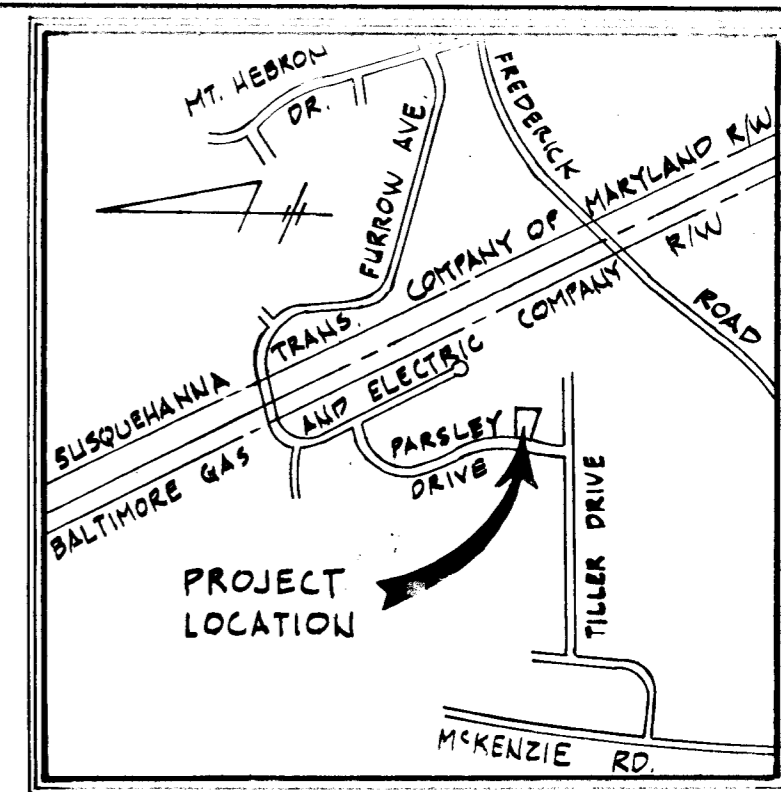 MT. HEBRON
DR.
FURROW AVE.
FREDERICK
ROAD
SUSQUEHANNA TRANS. COMPANY OF MARYLAND R/W
BALTIMORE GAS AND ELECTRIC COMPANY R/W
PARSLEY
DRIVE
TILLER DRIVE
PROJECT
LOCATION
McKENZIE RD.